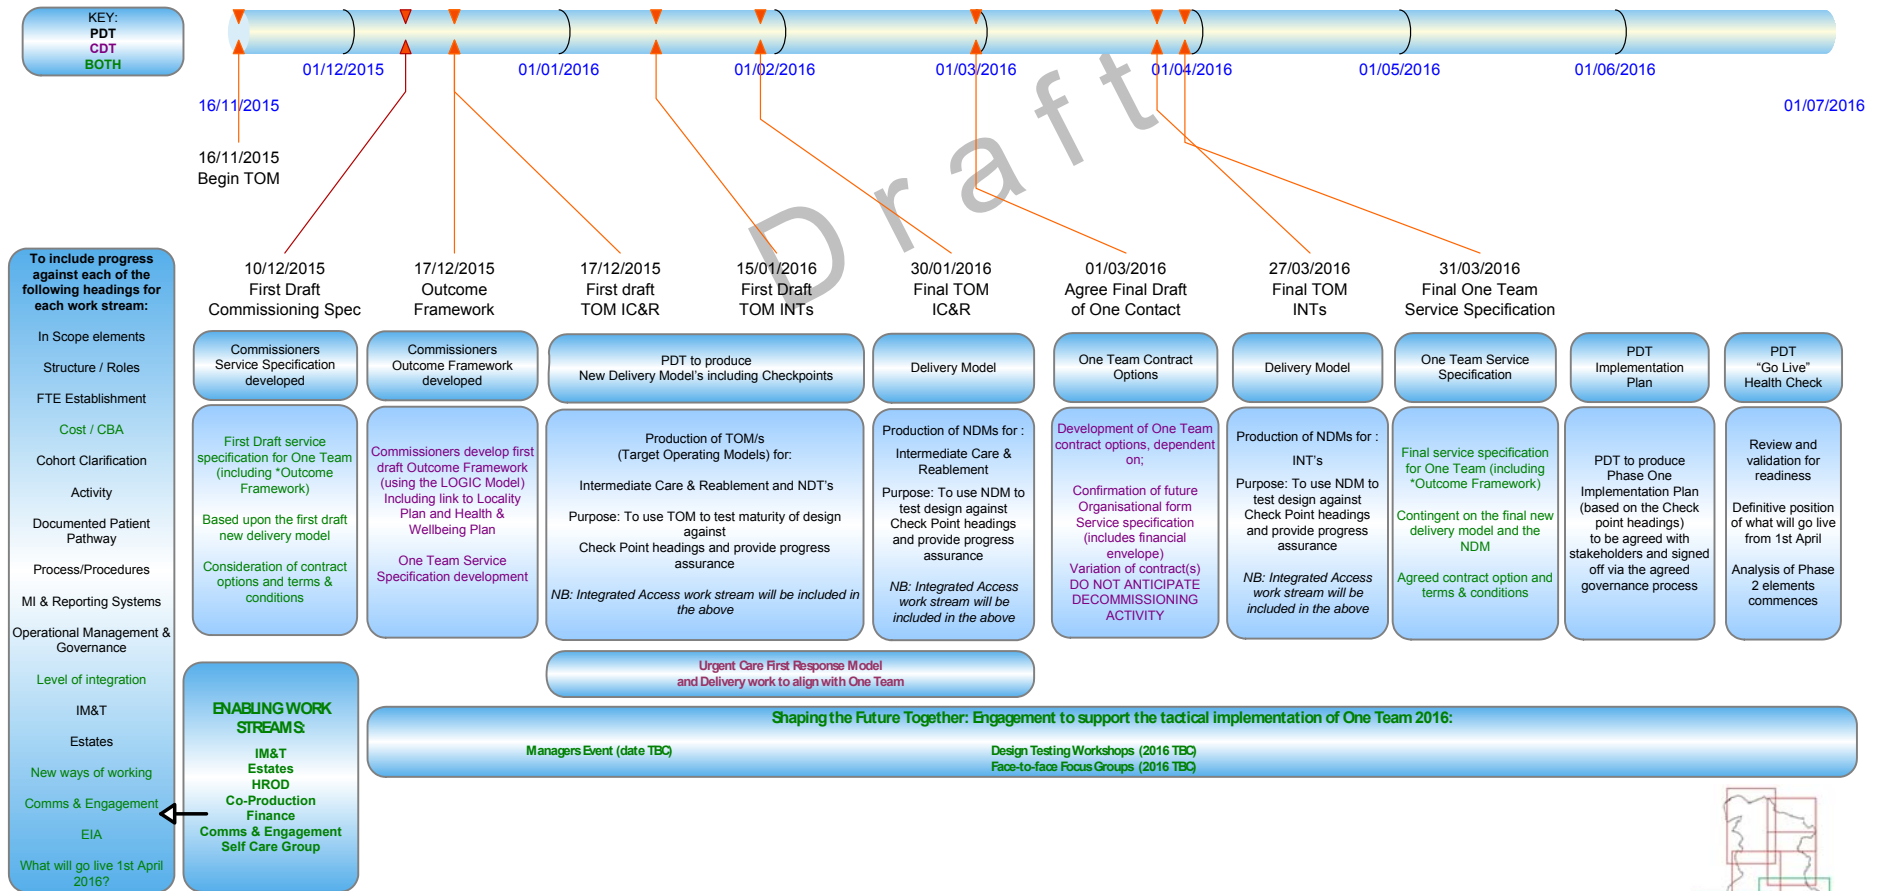 KEY:
PDT
CDT
BOTH
01/12/2015
01/01/2016
01/02/2016
01/03/2016
01/04/2016
01/05/2016
01/06/2016
16/11/2015
01/07/2016
16/11/2015
Begin TOM
Draft
10/12/2015
First Draft
Commissioning Spec
17/12/2015
Outcome
Framework
17/12/2015
First draft
TOM IC&R
15/01/2016
First Draft
TOM INTs
30/01/2016
Final TOM
IC&R
01/03/2016
Agree Final Draft
of One Contact
27/03/2016
Final TOM
INTs
31/03/2016
Final One Team
Service Specification
To include progress
against each of the
following headings for
each work stream:
In Scope elements
Structure / Roles
FTE Establishment
Cost / CBA
Cohort Clarification
Activity
Documented Patient
Pathway
Process/Procedures
MI & Reporting Systems
Operational Management &
Governance
Level of integration
IM&T
Estates
New ways of working
Comms & Engagement
EIA
What will go live 1st April
2016?
Commissioners
Service Specification
developed
Commissioners
Outcome Framework
developed
PDT to produce
New Delivery Model's including Checkpoints
Delivery Model
One Team Contract
Options
Delivery Model
One Team Service
Specification
PDT
Implementation
Plan
PDT
“Go Live”
Health Check
First Draft service
specification for One Team
(including *Outcome
Framework)
Based upon the first draft
new delivery model
Consideration of contract
options and terms &
conditions
Commissioners develop first
draft Outcome Framework
(using the LOGIC Model)
Including link to Locality
Plan and Health &
Wellbeing Plan
One Team Service
Specification development
Production of TOM/s
(Target Operating Models) for:
Intermediate Care & Reablement and NDT's
Purpose: To use TOM to test maturity of design
against
Check Point headings and provide progress
assurance
NB: Integrated Access work stream will be included in
the above
Production of NDMs for :
Intermediate Care &
Reablement
Purpose: To use NDM to
test design against
Check Point headings
and provide progress
assurance
NB: Integrated Access
work stream will be
included in the above
Development of One Team
contract options, dependent
on;
Confirmation of future
Organisational form
Service specification
(includes financial
envelope)
Variation of contract(s)
DO NOT ANTICIPATE
DECOMMISSIONING
ACTIVITY
Production of NDMs for :
INT's
Purpose: To use NDM to
test design against
Check Point headings
and provide progress
assurance
NB: Integrated Access
work stream will be
included in the above
Final service specification
for One Team (including
*Outcome Framework)
Contingent on the final new
delivery model and the
NDM
Agreed contract option and
terms & conditions
PDT to produce
Phase One
Implementation Plan
(based on the Check
point headings)
to be agreed with
stakeholders and signed
off via the agreed
governance process
Review and
validation for
readiness
Definitive position
of what will go live
from 1st April
Analysis of Phase
2 elements
commences
Urgent Care First Response Model
and Delivery work to align with One Team
ENABLING WORK
STREAMS:
IM&T
Estates
HROD
Co-Production
Finance
Comms & Engagement
Self Care Group
Shaping the Future Together: Engagement to support the tactical implementation of One Team 2016:
Managers Event (date TBC)
Design Testing Workshops (2016 TBC)
Face-to-face Focus Groups (2016 TBC)